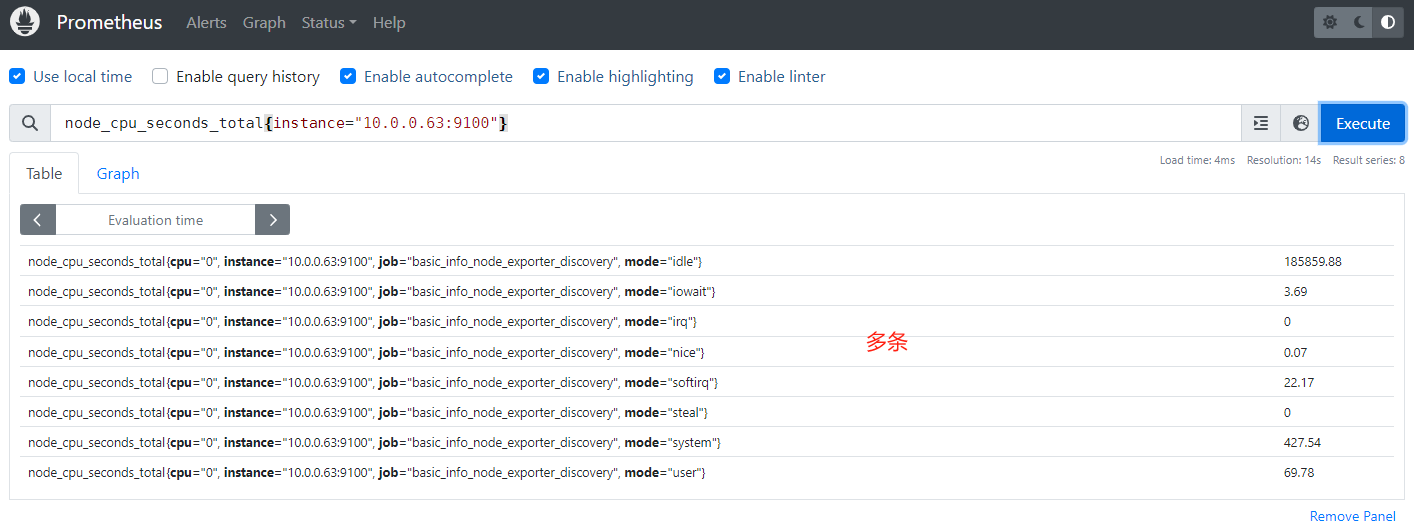 Prometheus Alerts Graph Status Help
Use local time Enable query history Enable autocomplete Enable highlighting Enable linter
node_cpu_seconds_total{instance="10.0.0.63:9100"} Execute
Load time: 4ms Resolution: 14s Result series: 8
Table Graph
Evaluation time
node_cpu_seconds_total{cpu="0", instance="10.0.0.63:9100", job="basic_info_node_exporter_discovery", mode="idle"} 185859.88
node_cpu_seconds_total{cpu="0", instance="10.0.0.63:9100", job="basic_info_node_exporter_discovery", mode="iowait"} 3.69
node_cpu_seconds_total{cpu="0", instance="10.0.0.63:9100", job="basic_info_node_exporter_discovery", mode="irq"} 0
多条
node_cpu_seconds_total{cpu="0", instance="10.0.0.63:9100", job="basic_info_node_exporter_discovery", mode="nice"} 0.07
node_cpu_seconds_total{cpu="0", instance="10.0.0.63:9100", job="basic_info_node_exporter_discovery", mode="softirq"} 22.17
node_cpu_seconds_total{cpu="0", instance="10.0.0.63:9100", job="basic_info_node_exporter_discovery", mode="steal"} 0
node_cpu_seconds_total{cpu="0", instance="10.0.0.63:9100", job="basic_info_node_exporter_discovery", mode="system"} 427.54
node_cpu_seconds_total{cpu="0", instance="10.0.0.63:9100", job="basic_info_node_exporter_discovery", mode="user"} 69.78
Remove Panel